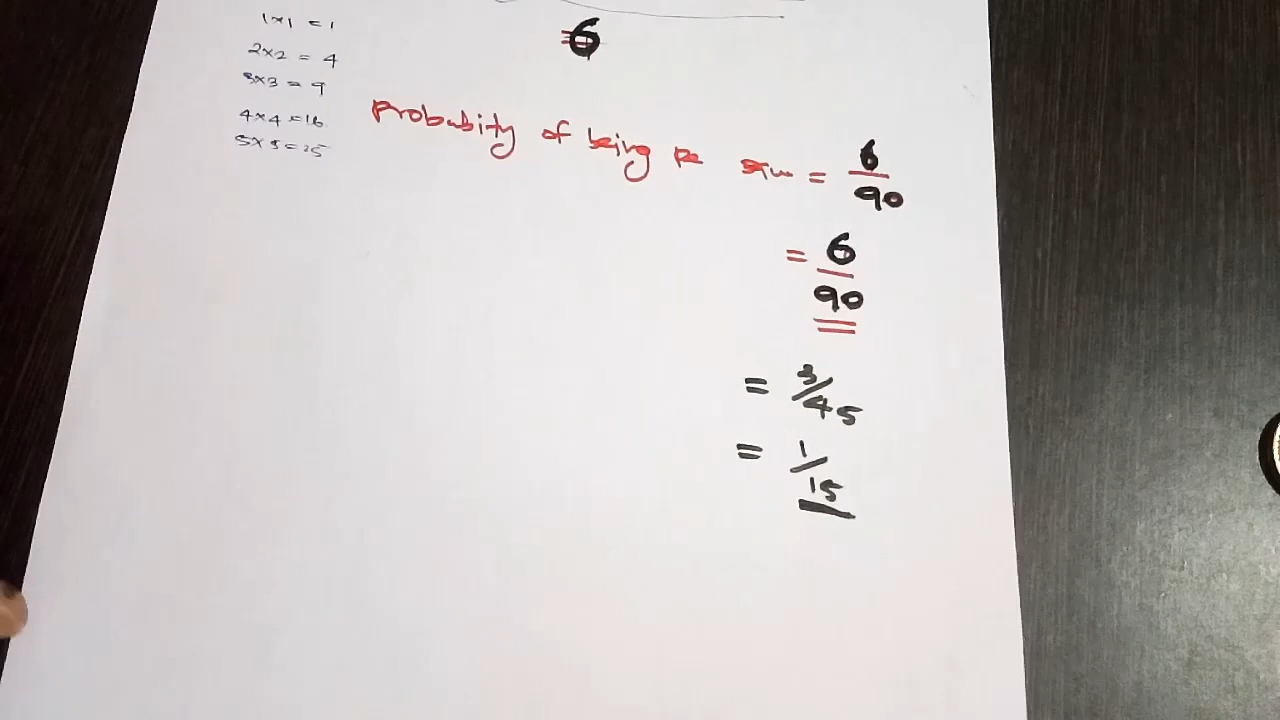 1×1 = 1
2×2 = 4
3×3 = 9
4×4 = 16
5×5 = 25
= 6
Probability of being = 6/90
= 6/90
= 3/45
= 1/15